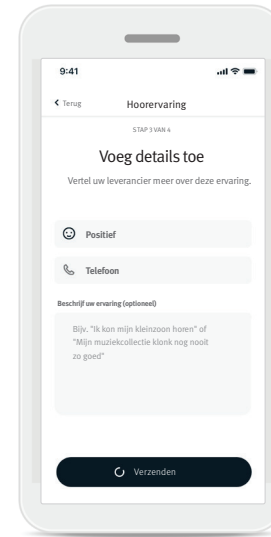 9:41
Terug
Hoorervaring
STAP 3 VAN 4
Voeg details toe
Vertel uw leverancier meer over deze ervaring.
Positief
Telefoon
Beschrijf uw ervaring (optioneel)
Bijv. "Ik kon mijn kleinzoon horen" of
"Mijn muziekcollectie klonk nog nooit
zo goed"
Verzenden